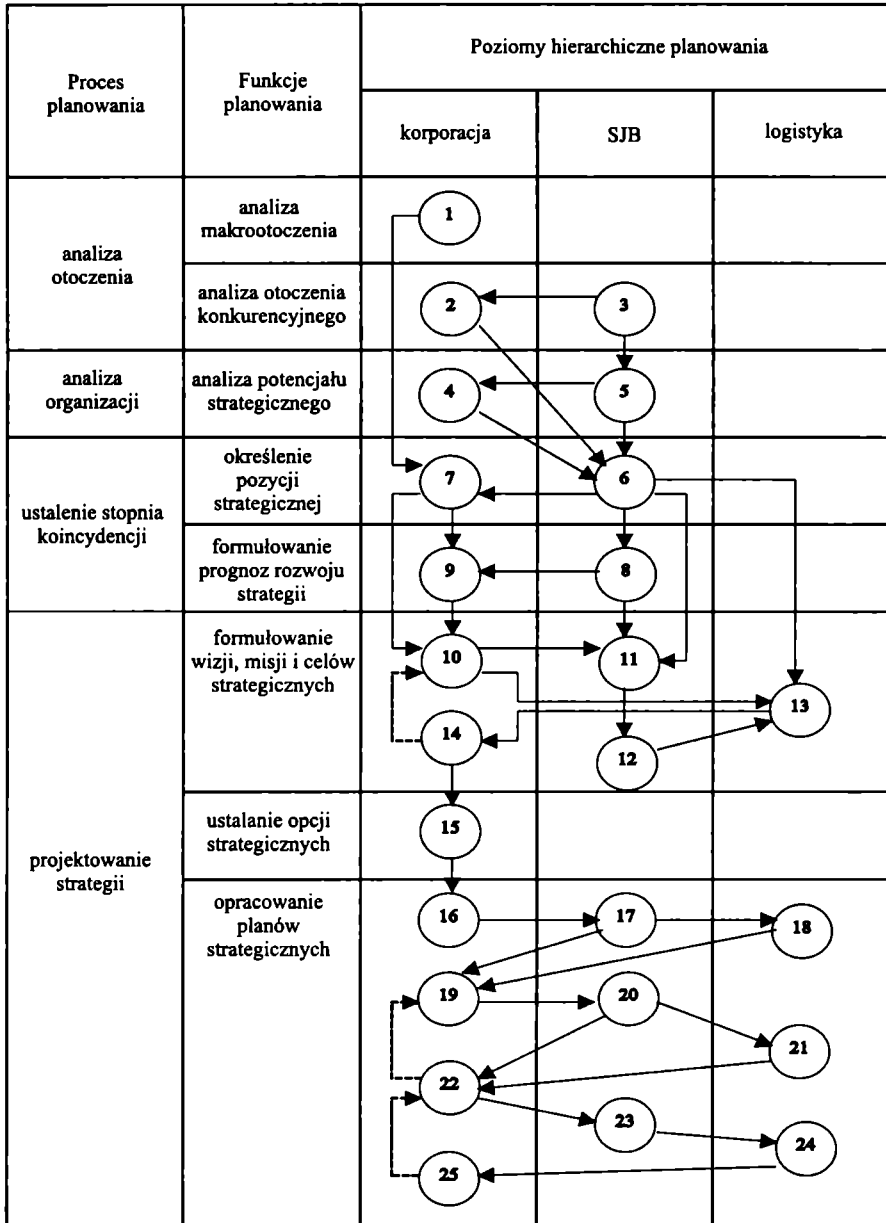 Proces
planowania
Funkcje
planowania
Poziomy hierarchiczne planowania
korporacja
SJB
logistyka
analiza
otoczenia
analiza
makrootoczenia
1
analiza otoczenia
konkurencyjnego
2
3
analiza
organizacji
analiza potencjału
strategicznego
4
5
ustalenie stopnia
koincydencji
określenie
pozycji
strategicznej
7
6
formułowanie
prognoz rozwoju
strategii
9
8
projektowanie
strategii
formułowanie
wizji, misji i celów
strategicznych
10
11
13
14
12
ustalanie opcji
strategicznych
15
opracowanie
planów
strategicznych
16
17
18
19
20
21
22
23
24
25